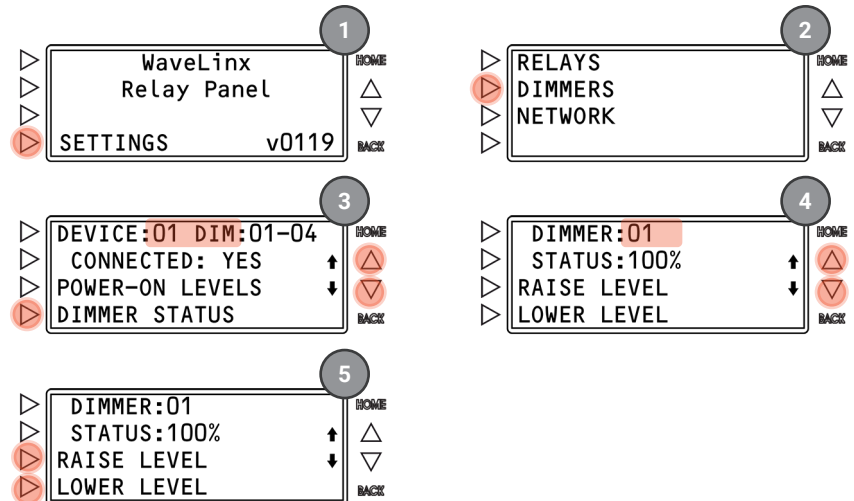 1
WaveLinx
HOME
Relay Panel
SETTINGS v0119
BACK
2
RELAYS
HOME
DIMMERS
NETWORK
BACK
3
DEVICE:01 DIM:01-04
HOME
CONNECTED: YES
POWER-ON LEVELS
DIMMER STATUS
BACK
4
DIMMER:01
HOME
STATUS:100%
RAISE LEVEL
LOWER LEVEL
BACK
5
DIMMER:01
HOME
STATUS:100%
RAISE LEVEL
LOWER LEVEL
BACK